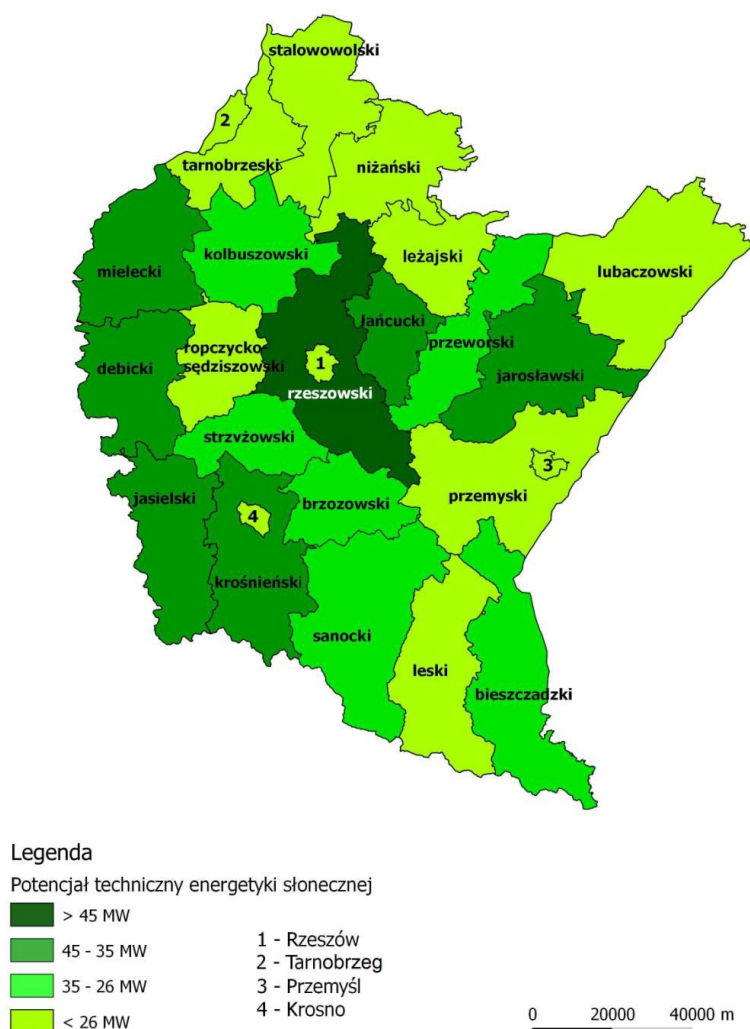 stalowowolski
2
tarnobrzeski
niżański
kolbuszowski
leżajski
lubaczowski
mielecki
łańcucki
ropczycko-
sędziszowski
1
przeworski
debicki
rzeszowski
jarosławski
strzyżowski
3
przemyski
jasielski
4
brzozowski
krośnieński
sanocki
leski
bieszczadzki
Legenda
Potencjał techniczny energetyki słonecznej
> 45 MW
45 - 35 MW
35 - 26 MW
< 26 MW
1 - Rzeszów
2 - Tarnobrzeg
3 - Przemyśl
4 - Krosno
0 20000 40000 m